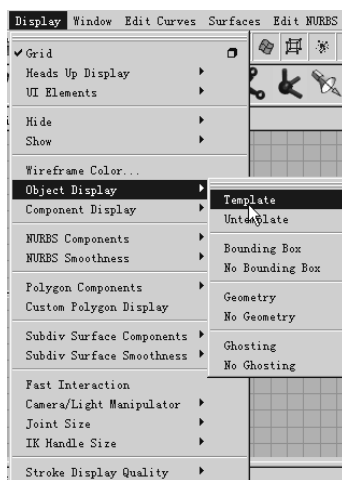 Display Window Edit Curves Surfaces Edit NURBS
Grid
Heads Up Display
UI Elements
Hide
Show
Wireframe Color...
Object Display
Component Display
NURBS Components
NURBS Smoothness
Polygon Components
Custom Polygon Display
Subdiv Surface Components
Subdiv Surface Smoothness
Fast Interaction
Camera/Light Manipulator
Joint Size
IK Handle Size
Stroke Display Quality
Template
Untemplate
Bounding Box
No Bounding Box
Geometry
No Geometry
Ghosting
No Ghosting